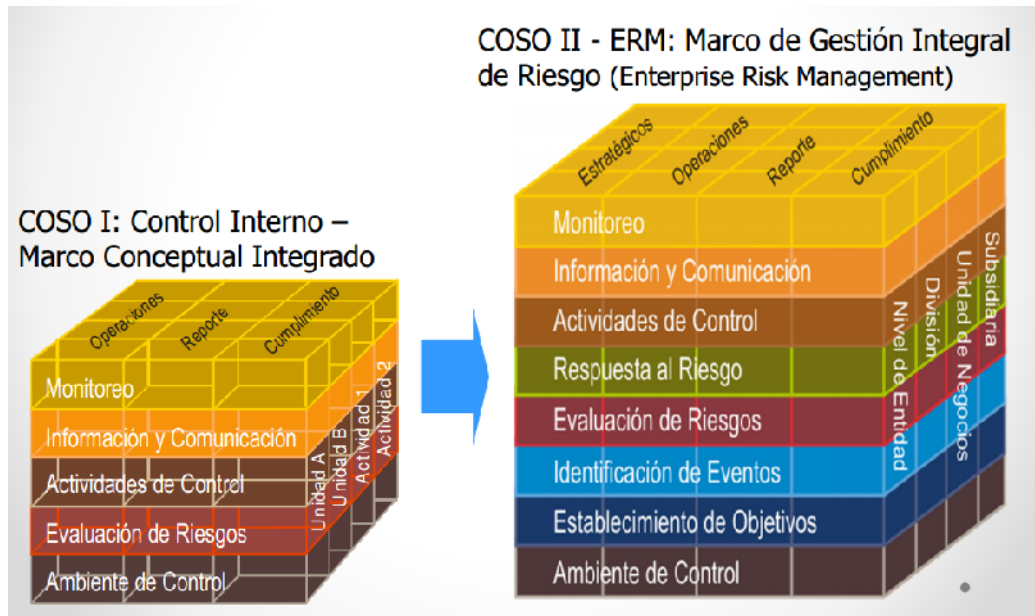 COSO II - ERM: Marco de Gestión Integral
de Riesgo (Enterprise Risk Management)
Estratégicos
Operaciones
Reporte
Cumplimiento
Monitoreo
Información y Comunicación
Actividades de Control
Respuesta al Riesgo
Evaluación de Riesgos
Identificación de Eventos
Establecimiento de Objetivos
Ambiente de Control
Nivel de Entidad
División
Unidad de Negocios
Subsidiaria
COSO I: Control Interno –
Marco Conceptual Integrado
Operaciones
Reporte
Cumplimiento
Monitoreo
Información y Comunicación
Actividades de Control
Evaluación de Riesgos
Ambiente de Control
Unidad A
Unidad B
Actividad 1
Actividad 2